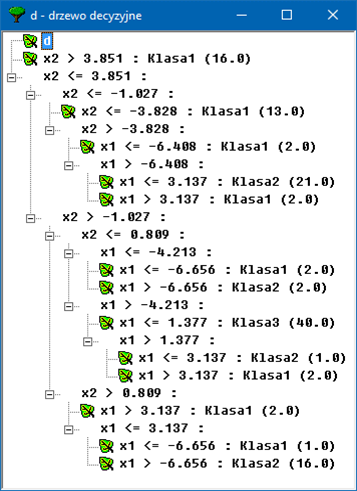 d - drzewo decyzyjne
d
x2 > 3.851 : Klasa1 (16.0)
x2 <= 3.851 :
x2 <= -1.027 :
x2 <= -3.828 : Klasa1 (13.0)
x2 > -3.828 :
x1 <= -6.408 : Klasa1 (2.0)
x1 > -6.408 :
x1 <= 3.137 : Klasa2 (21.0)
x1 > 3.137 : Klasa1 (2.0)
x2 > -1.027 :
x2 <= 0.809 :
x1 <= -4.213 :
x1 <= -6.656 : Klasa1 (2.0)
x1 > -6.656 : Klasa2 (2.0)
x1 > -4.213 :
x1 <= 1.377 : Klasa3 (40.0)
x1 > 1.377 :
x1 <= 3.137 : Klasa2 (1.0)
x1 > 3.137 : Klasa1 (2.0)
x2 > 0.809 :
x1 > 3.137 : Klasa1 (2.0)
x1 <= 3.137 :
x1 <= -6.656 : Klasa1 (1.0)
x1 > -6.656 : Klasa2 (16.0)